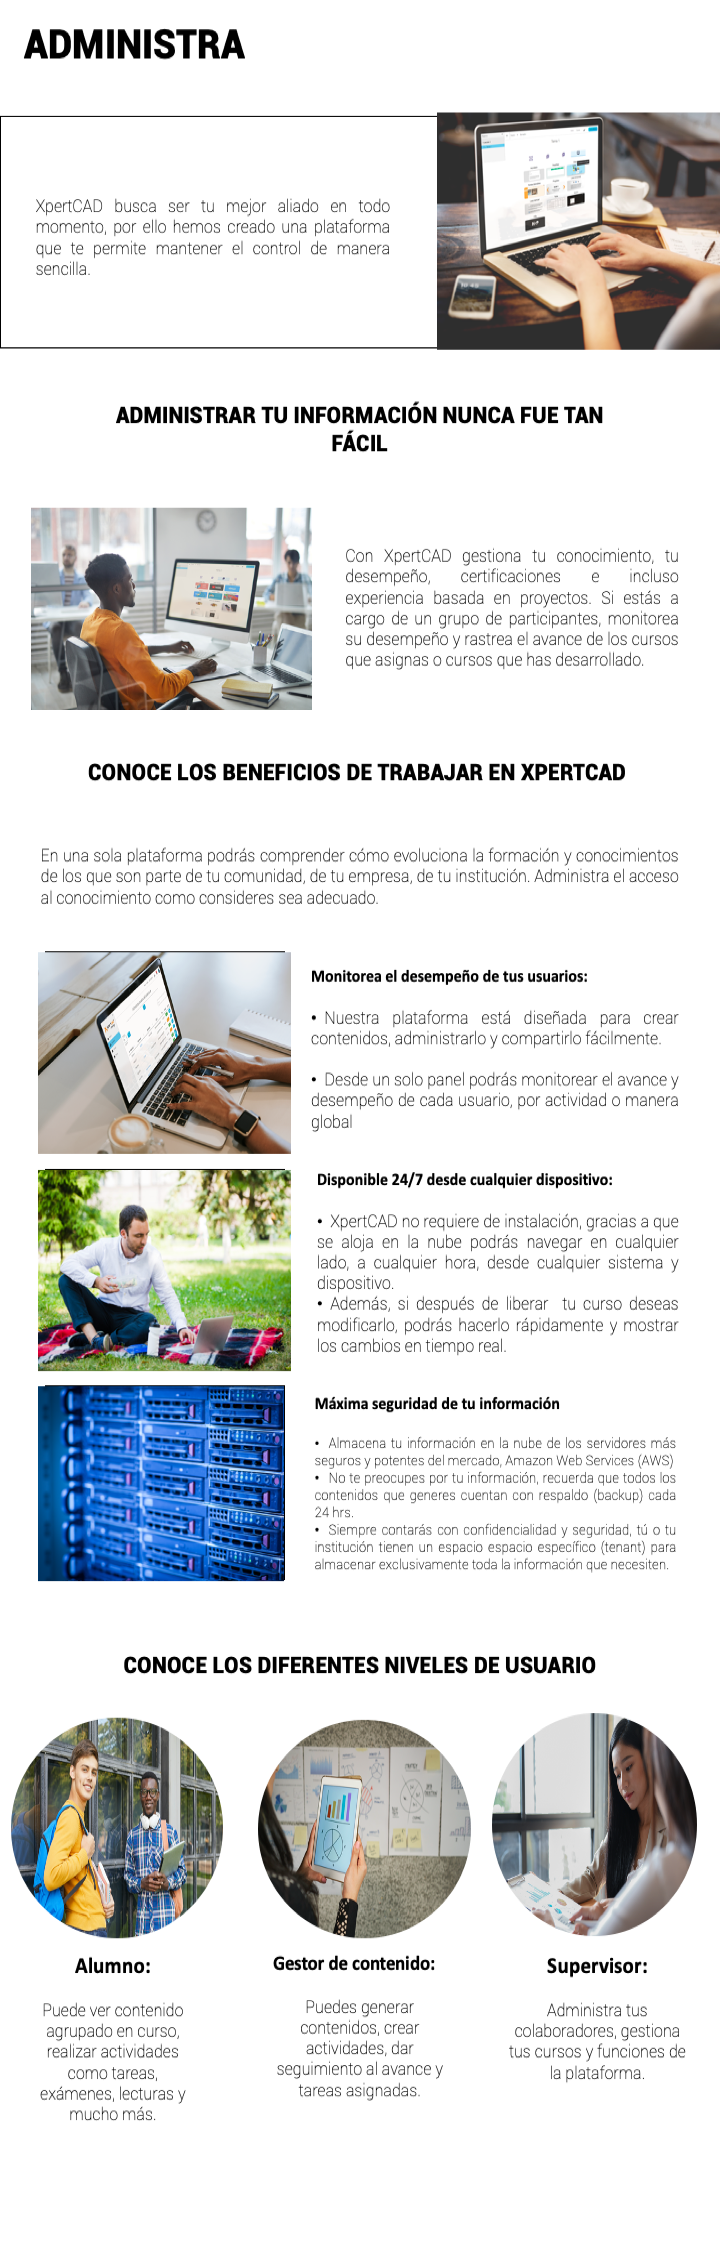 ADMINISTRA
XpertCAD busca ser tu mejor aliado en todo
momento, por ello hemos creado una plataforma
que te permite mantener el control de manera
sencilla.
ADMINISTRAR TU INFORMACIÓN NUNCA FUE TAN
FÁCIL
Con XpertCAD gestiona tu conocimiento, tu
desempeño, certificaciones e incluso
experiencia basada en proyectos. Si estás a
cargo de un grupo de participantes, monitorea
su desempeño y rastrea el avance de los cursos
que asignas o cursos que has desarrollado.
CONOCE LOS BENEFICIOS DE TRABAJAR EN XPERTCAD
En una sola plataforma podrás comprender cómo evoluciona la formación y conocimientos
de los que son parte de tu comunidad, de tu empresa, de tu institución. Administra el acceso
al conocimiento como consideres sea adecuado.
Monitorea el desempeño de tus usuarios:
• Nuestra plataforma está diseñada para crear
contenidos, administrarlo y compartirlo fácilmente.
• Desde un solo panel podrás monitorear el avance y
desempeño de cada usuario, por actividad o manera
global
Disponible 24/7 desde cualquier dispositivo:
• XpertCAD no requiere de instalación, gracias a que
se aloja en la nube podrás navegar en cualquier
lado, a cualquier hora, desde cualquier sistema y
dispositivo.
• Además, si después de liberar tu curso deseas
modificarlo, podrás hacerlo rápidamente y mostrar
los cambios en tiempo real.
Máxima seguridad de tu información
• Almacena tu información en la nube de los servidores más
seguros y potentes del mercado, Amazon Web Services (AWS)
• No te preocupes por tu información, recuerda que todos los
contenidos que generes cuentan con respaldo (backup) cada
24 hrs.
• Siempre contarás con confidencialidad y seguridad, tú o tu
institución tienen un espacio espacio específico (tenant) para
almacenar exclusivamente toda la información que necesiten.
CONOCE LOS DIFERENTES NIVELES DE USUARIO
Alumno:
Puede ver contenido
agrupado en curso,
realizar actividades
como tareas,
exámenes, lecturas y
mucho más.
Gestor de contenido:
Puedes generar
contenidos, crear
actividades, dar
seguimiento al avance y
tareas asignadas.
Supervisor:
Administra tus
colaboradores, gestiona
tus cursos y funciones de
la plataforma.